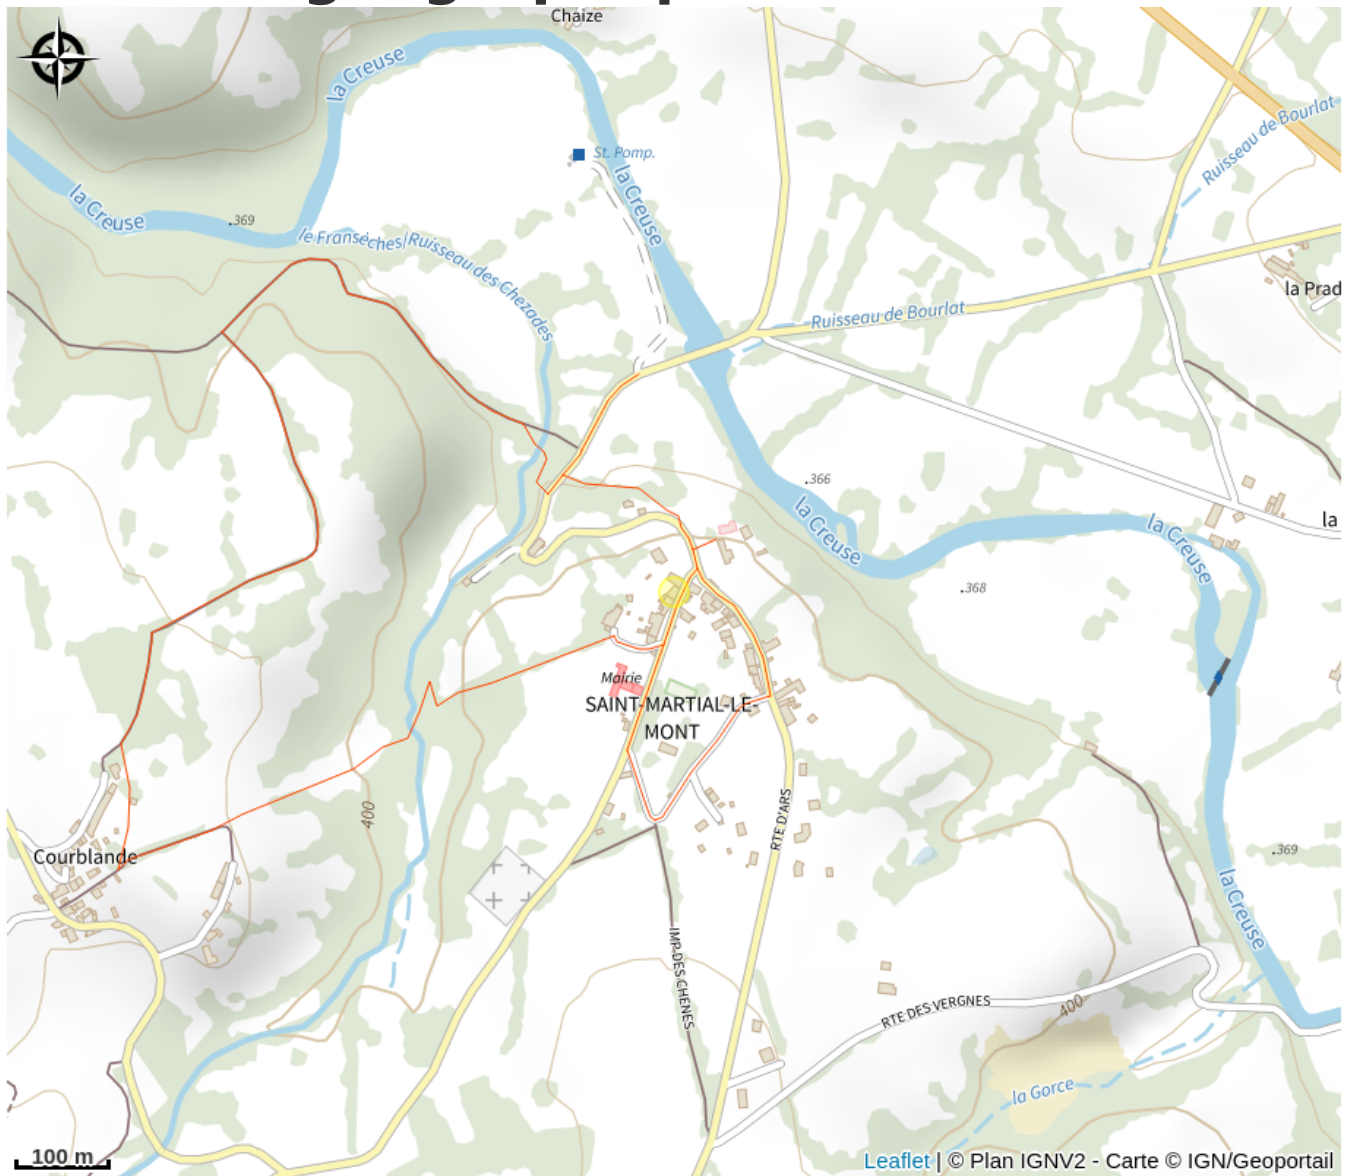 Chaize
la Creuse
Ruisseau de Bourlat
St. Pomp.
la Creuse
la Creuse
.369
le Fransèches/Ruisseau des Chezades
la Prad
Ruisseau de Bourlat
.366
la Creuse
la Creuse
la
.368
Mairie
SAINT-MARTIAL-LE-
MONT
400
RTE D'ARS
Courblande
.369
la Creuse
IMP DES CHENES
RTE DES VERGNES
400
la Gorce
100 m
Leaflet | © Plan IGNV2 - Carte © IGN/Geoportail